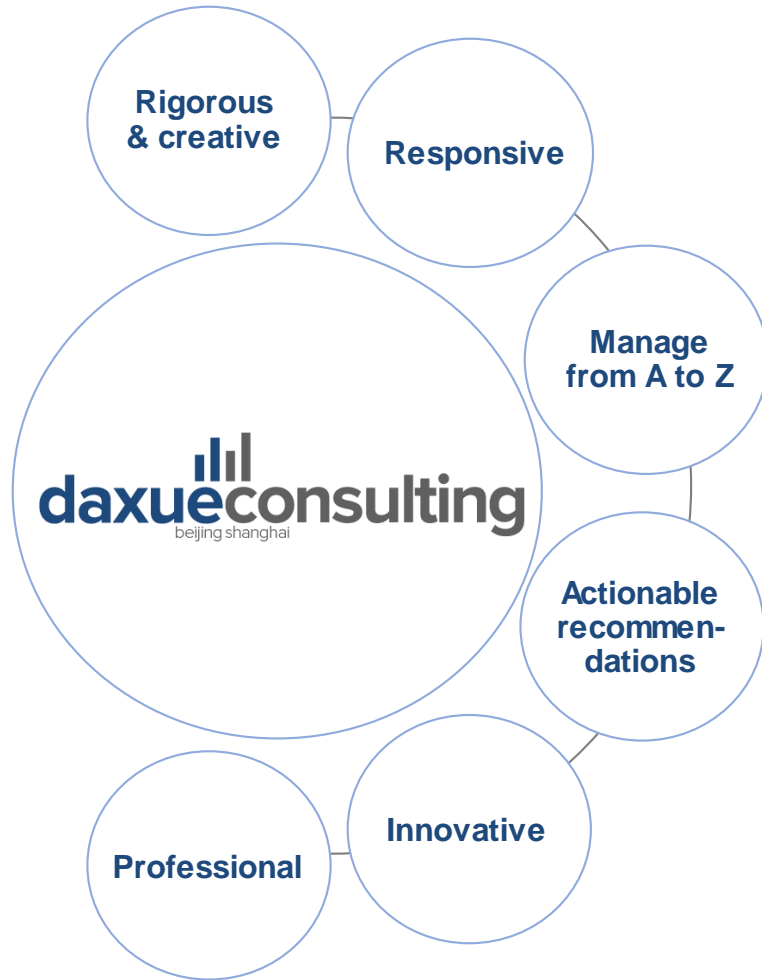 Rigorous
& creative
Responsive
Manage
from A to Z
daxueconsulting
beijing shanghai
Actionable
recommen-
dations
Innovative
Professional